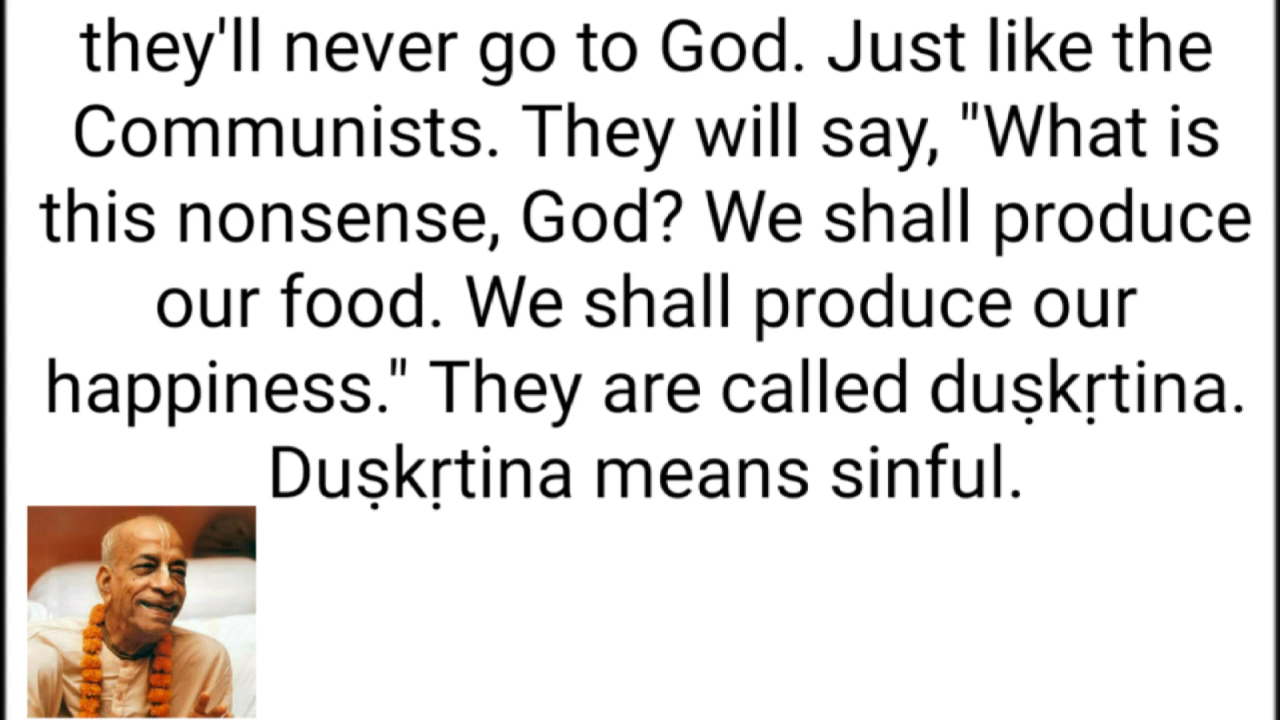 they'll never go to God. Just like the
Communists. They will say, "What is
this nonsense, God? We shall produce
our food. We shall produce our
happiness." They are called duṣkṛtina.
Duṣkṛtina means sinful.